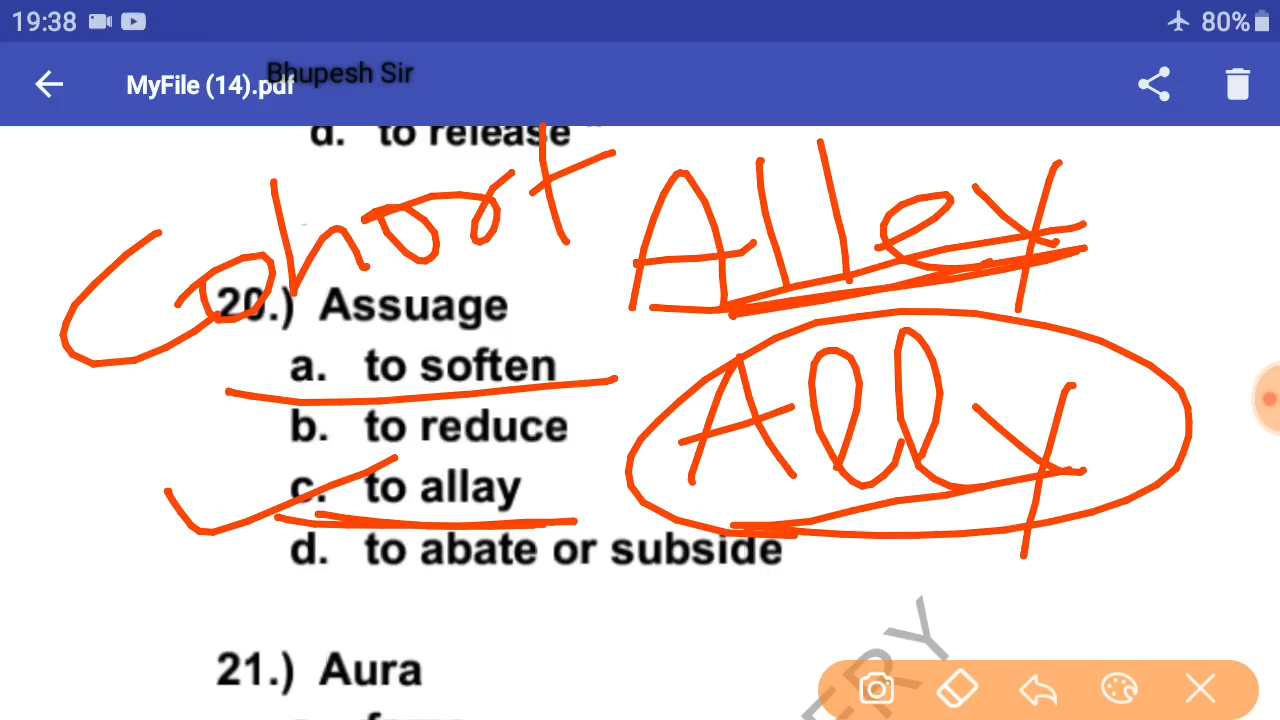 19:38 80%
Bhupesh Sir
MyFile (14).pdf
d. to release
Cohort Alley
20.) Assuage
a. to soften
Ally
b. to reduce
c. to allay
d. to abate or subside
21.) Aura